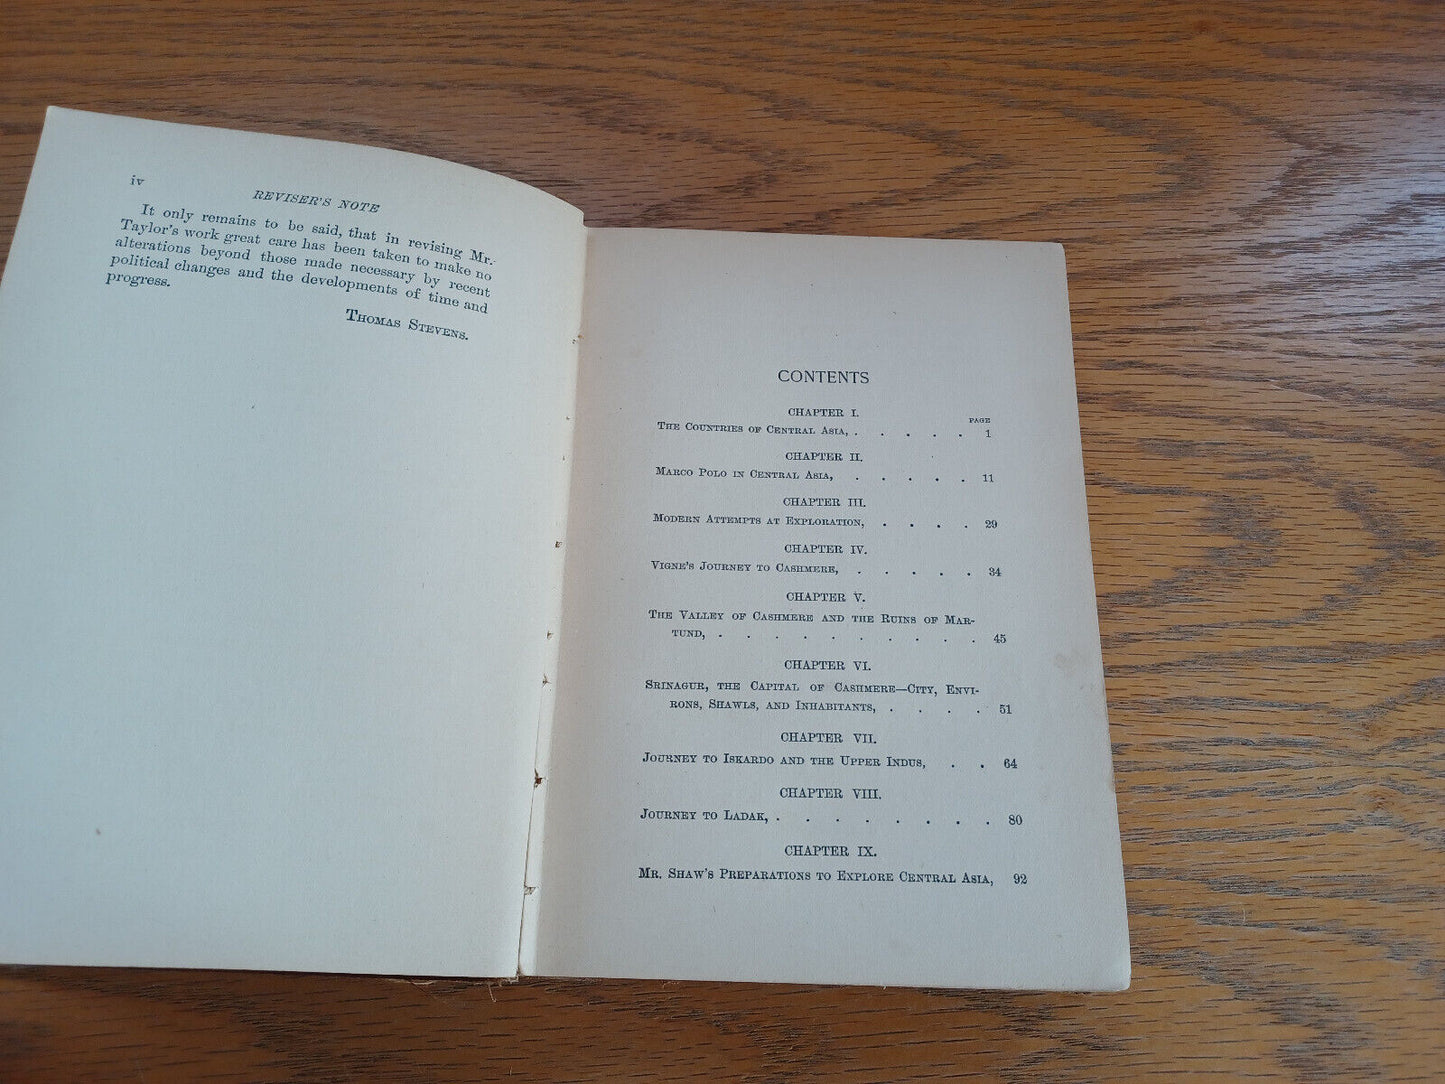 iv
REVISER'S NOTE
It only remains to be said, that in revising Mr.
Taylor's work great care has been taken to make no
alterations beyond those made necessary by recent
political changes and the developments of time and
progress.
THOMAS STEVENS.
CONTENTS
CHAPTER I.
PAGE
THE COUNTRIES OF CENTRAL ASIA, . . . . . 1
CHAPTER II.
MARCO POLO IN CENTRAL ASIA, . . . . . 11
CHAPTER III.
MODERN ATTEMPTS AT EXPLORATION, . . . . 29
CHAPTER IV.
VIGNE'S JOURNEY TO CASHMERE, . . . . . 34
CHAPTER V.
THE VALLEY OF CASHMERE AND THE RUINS OF MAR-
TUND, . . . . . . . . . . 45
CHAPTER VI.
SRINAGUR, THE CAPITAL OF CASHMERE—CITY, ENVI-
RONS, SHAWLS, AND INHABITANTS, . . . . 51
CHAPTER VII.
JOURNEY TO ISKARDO AND THE UPPER INDUS, . . 64
CHAPTER VIII.
JOURNEY TO LADAK, . . . . . . . . 80
CHAPTER IX.
MR. SHAW'S PREPARATIONS TO EXPLORE CENTRAL ASIA, 92